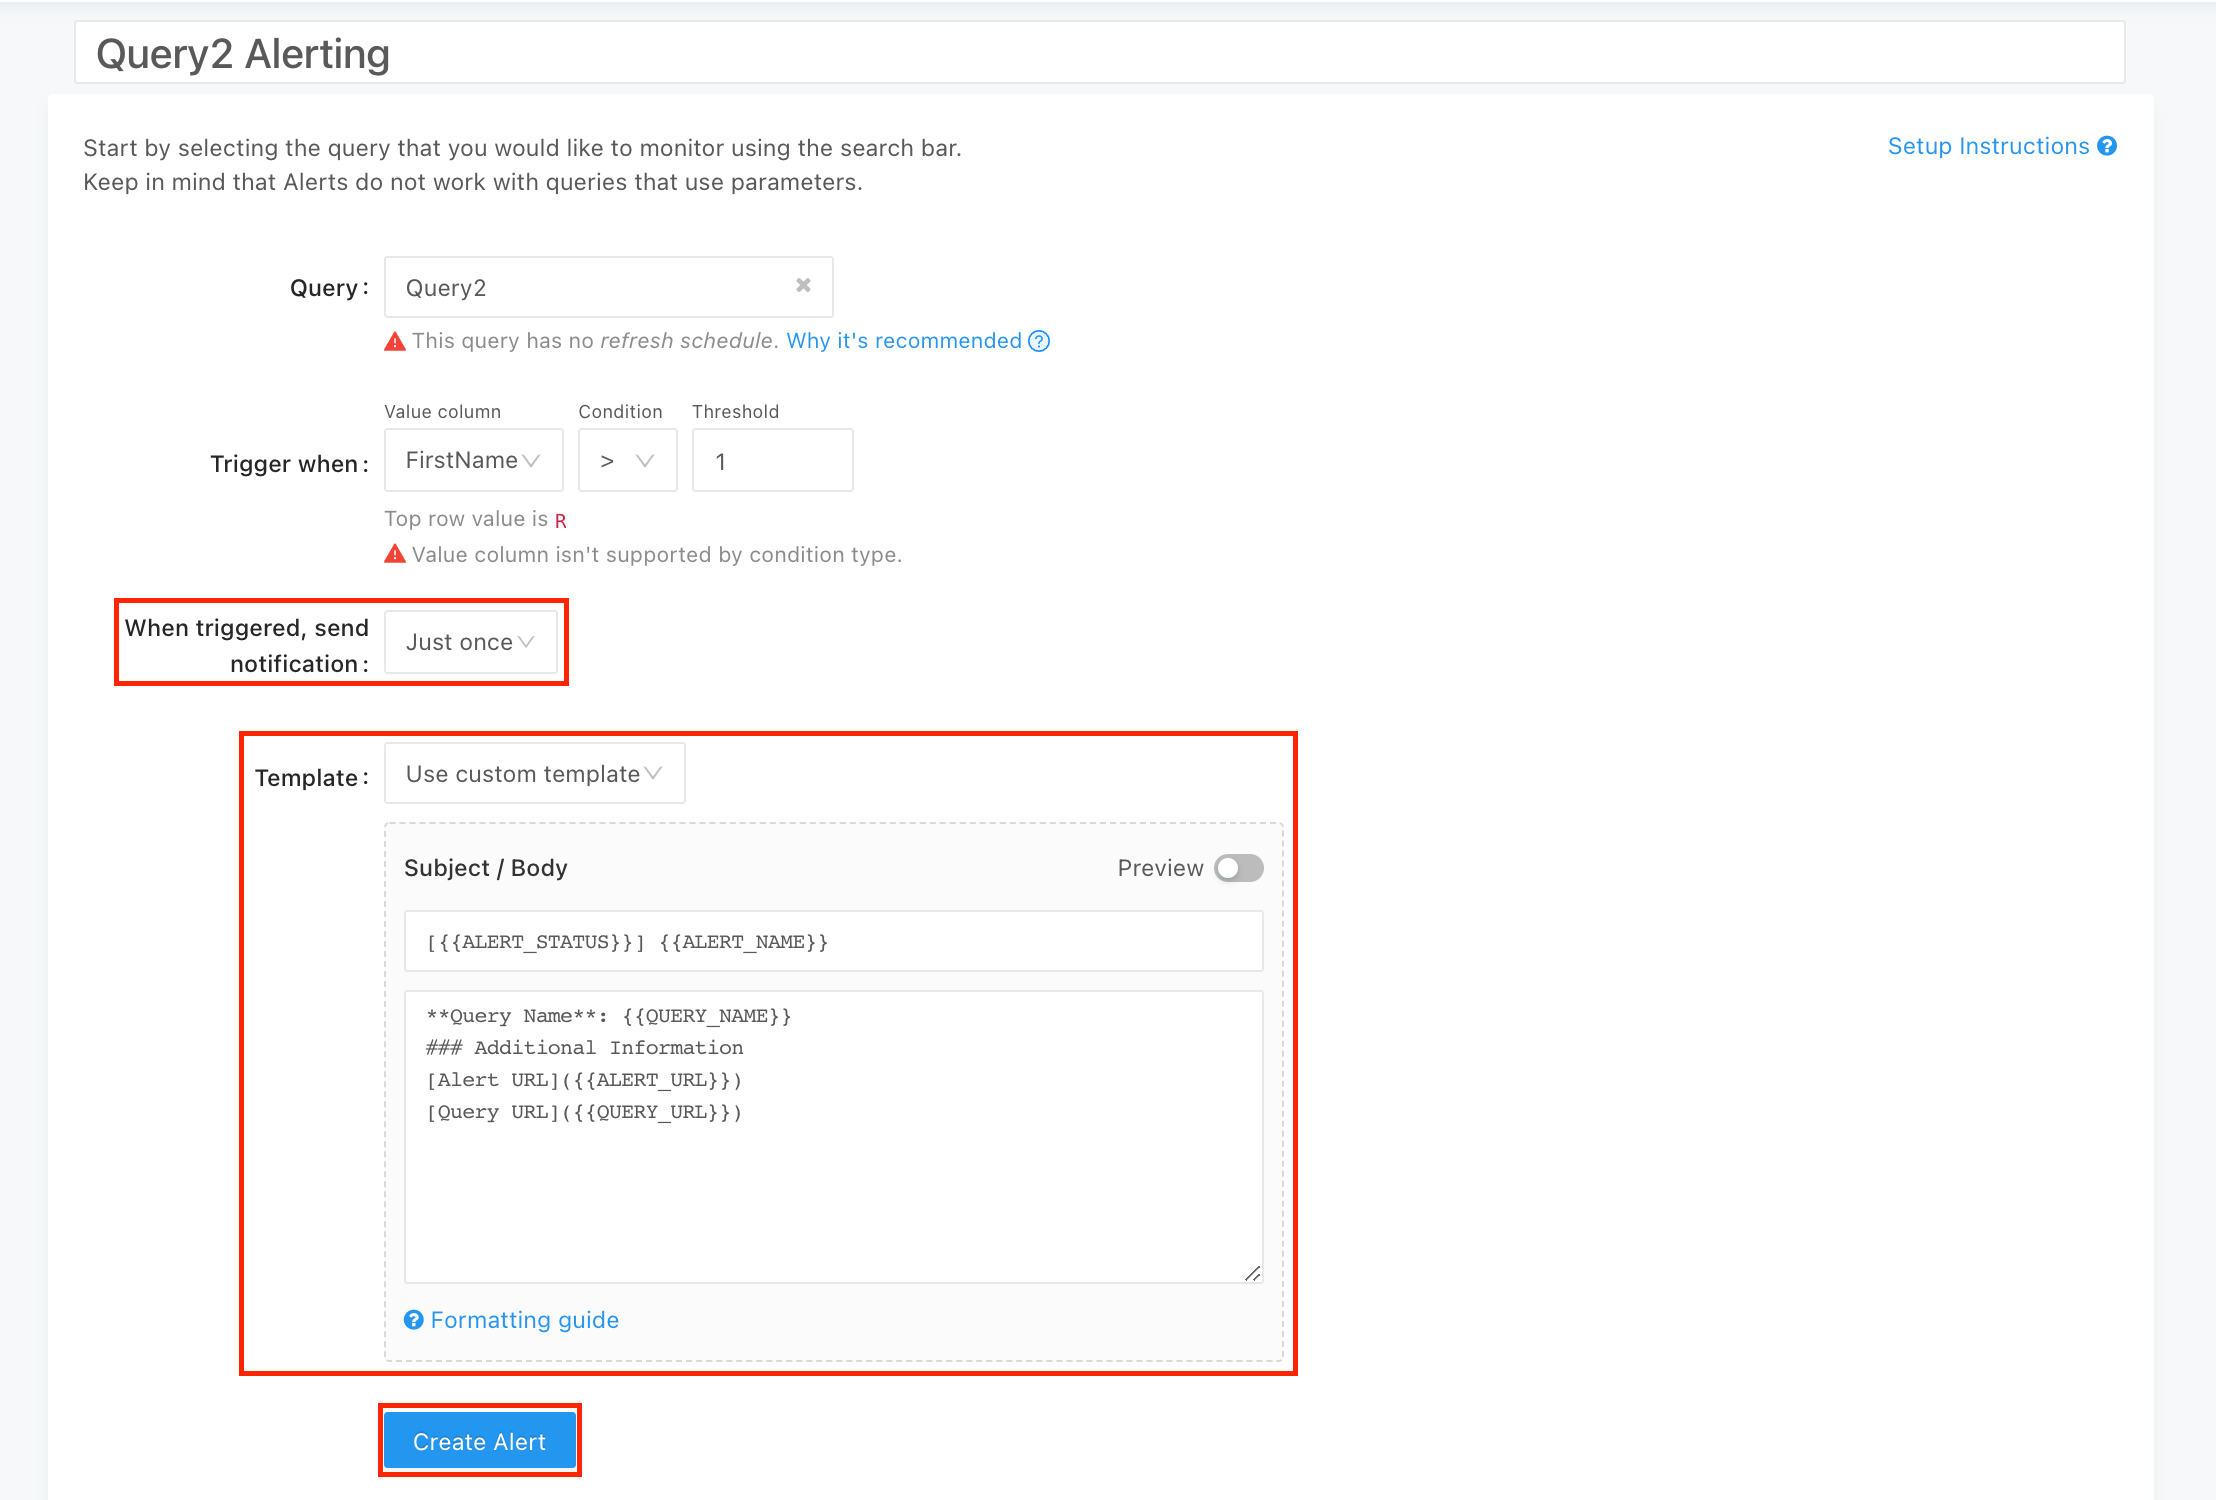 Query2 Alerting
Start by selecting the query that you would like to monitor using the search bar.
Keep in mind that Alerts do not work with queries that use parameters.
Setup Instructions
Query:
Query2
This query has no refresh schedule. Why it's recommended
Value column Condition Threshold
Trigger when:
FirstName > 1
Top row value is R
Value column isn't supported by condition type.
When triggered, send
notification:
Just once
Template:
Use custom template
Subject / Body
Preview
[{{ALERT_STATUS}}] {{ALERT_NAME}}
**Query Name**: {{QUERY_NAME}}
### Additional Information
[Alert URL]({{ALERT_URL}})
[Query URL]({{QUERY_URL}})
Formatting guide
Create Alert